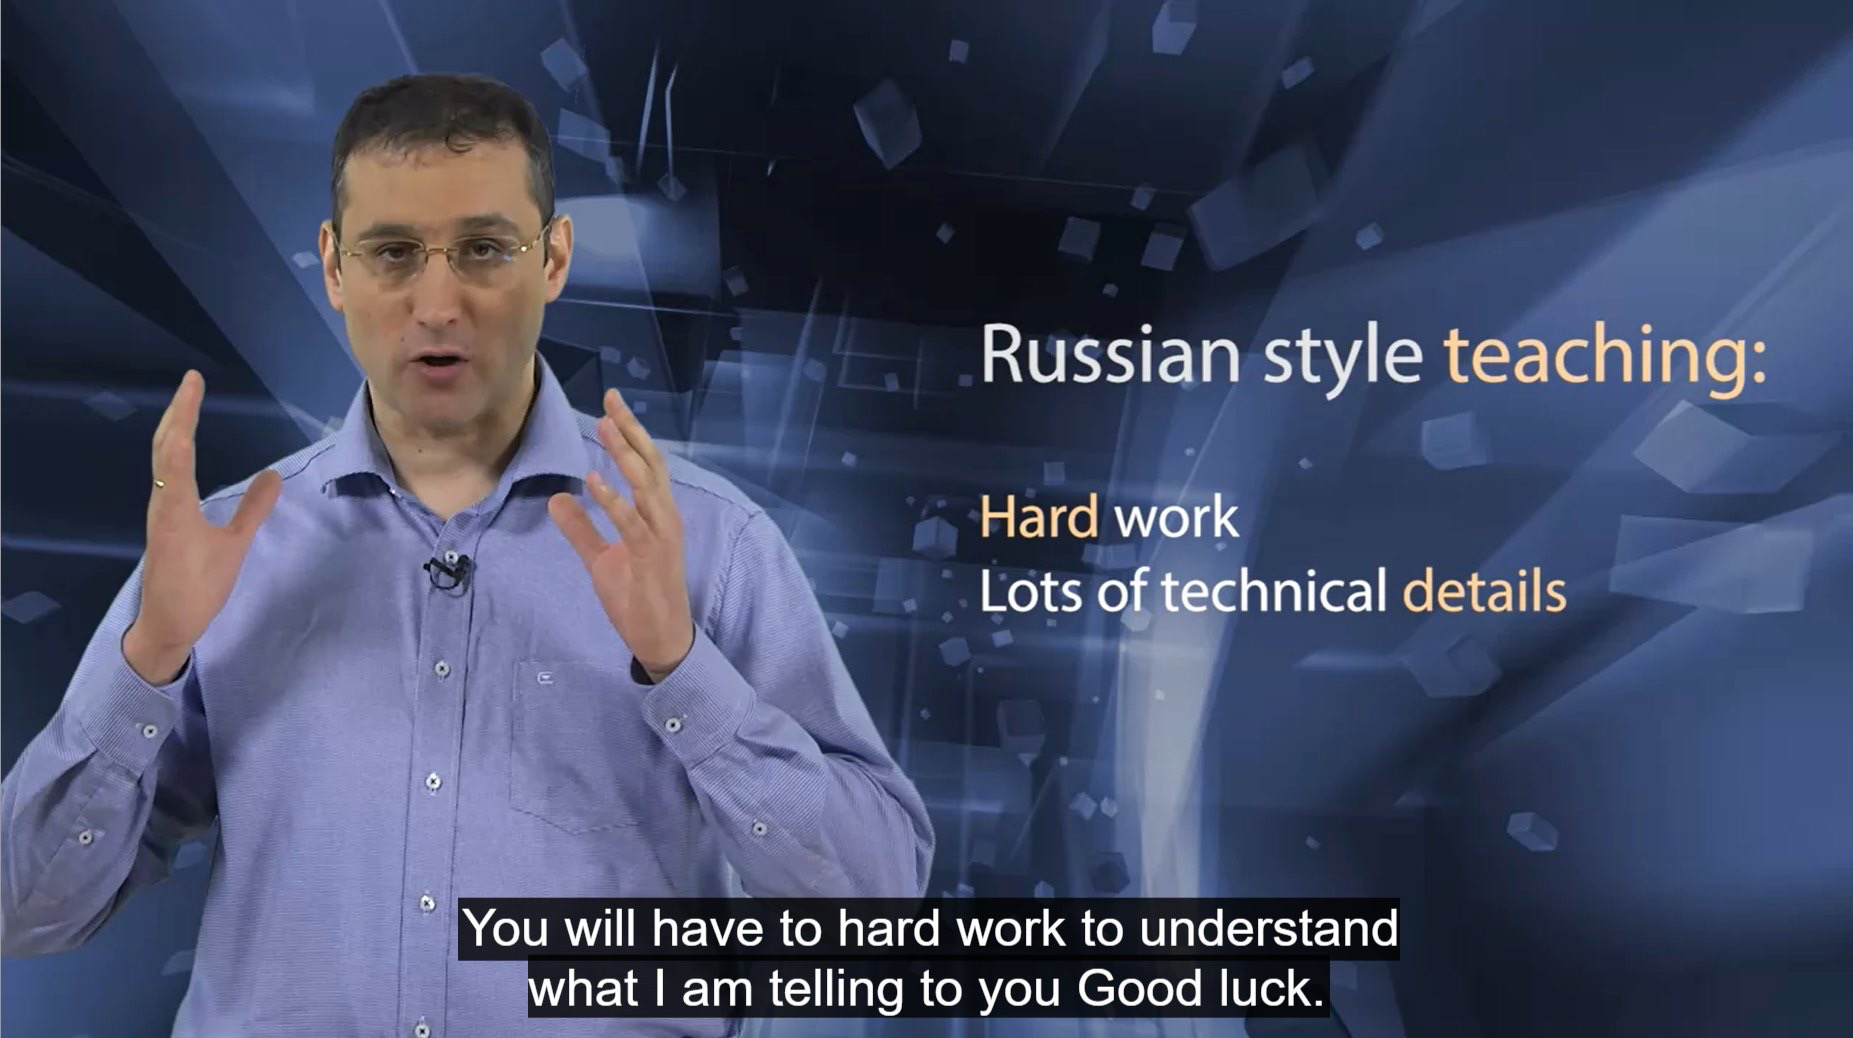 Russian style teaching:
Hard work
Lots of technical details
You will have to hard work to understand
what I am telling to you Good luck.